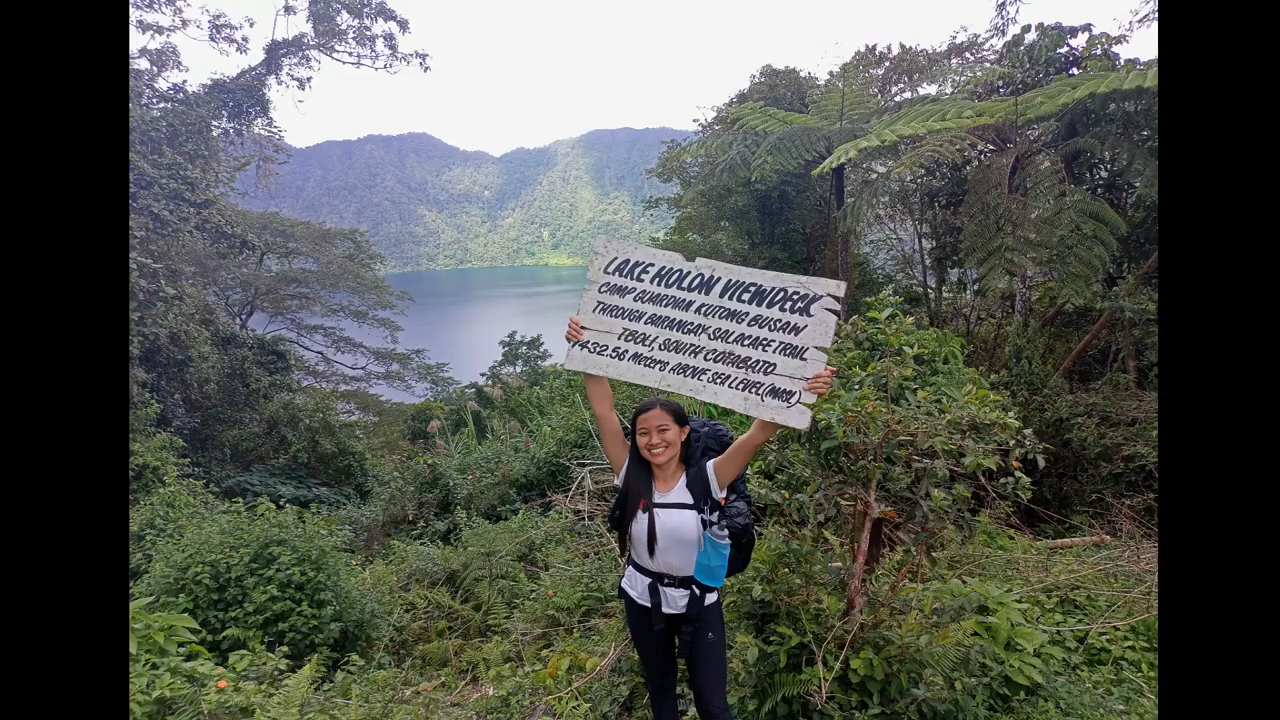 LAKE HOLON VIEWDECK
CAMP GUARDIAN KUTONG BUSAW
THROUGH BARANGAY SALACAFE TRAIL
TBOLI, SOUTH COTABATO
1432.56 Meters ABOVE SEA LEVEL (MASL)